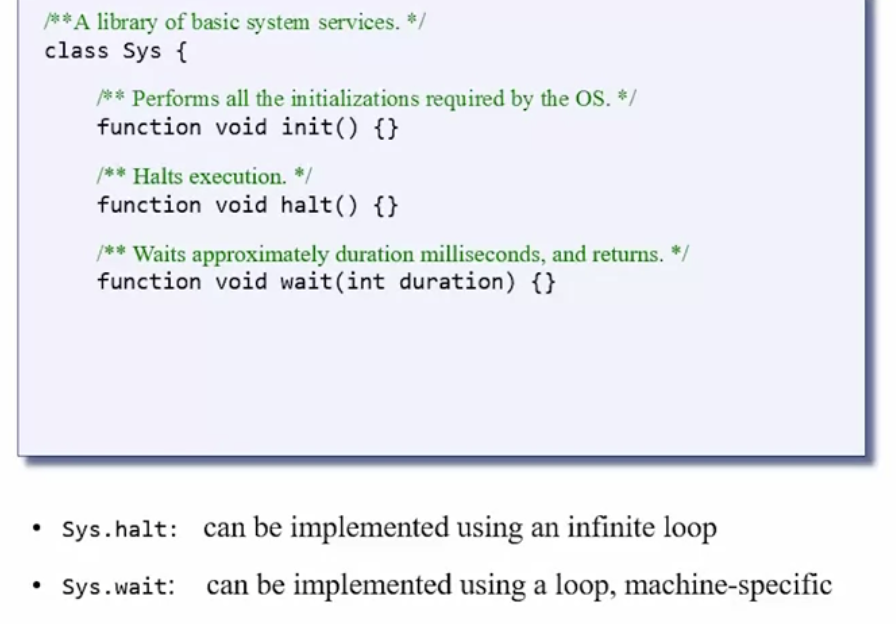 /**A library of basic system services. */
class Sys {
/** Performs all the initializations required by the OS. */
function void init() {}
/** Halts execution. */
function void halt() {}
/** Waits approximately duration milliseconds, and returns. */
function void wait(int duration) {}
• Sys.halt: can be implemented using an infinite loop
• Sys.wait: can be implemented using a loop, machine-specific